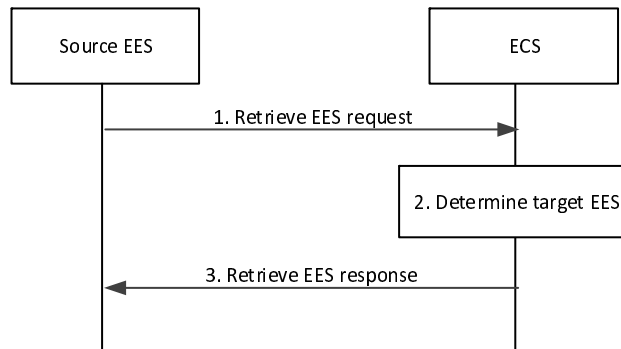 Source EES
ECS
1. Retrieve EES request
2. Determine target EES
3. Retrieve EES response